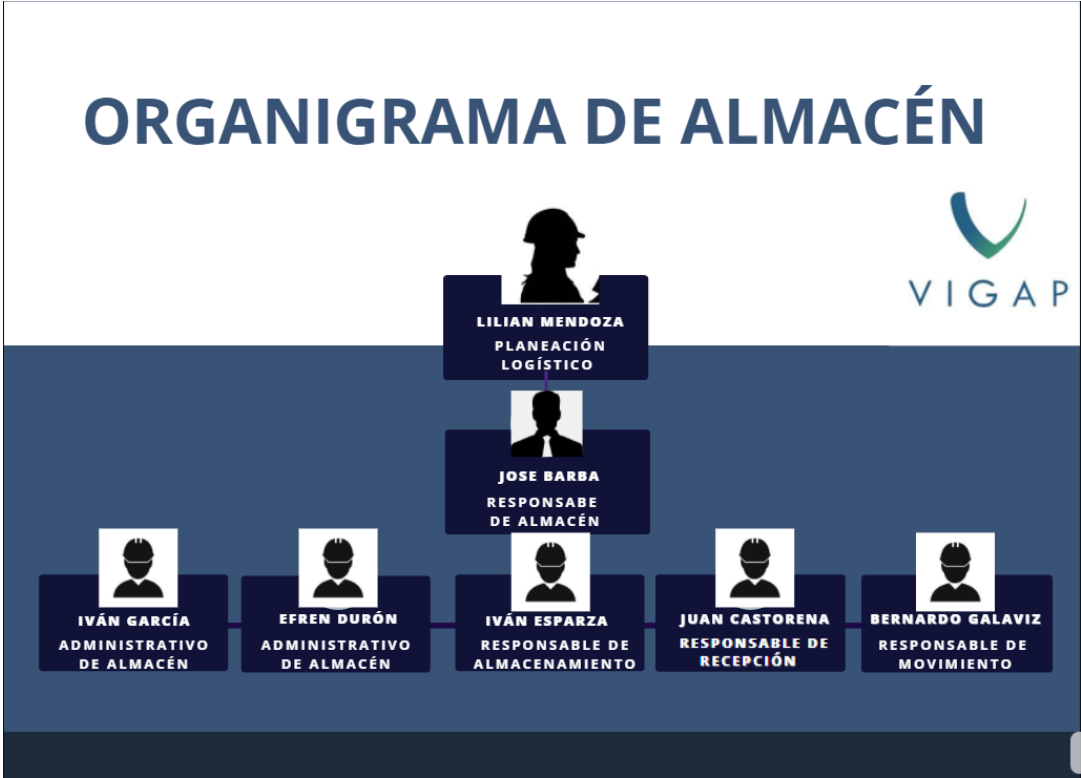 ORGANIGRAMA DE ALMACÉN
VIGAP
LILIAN MENDOZA
PLANEACIÓN
LOGÍSTICO
JOSE BARBA
RESPONSABE
DE ALMACÉN
IVÁN GARCÍA
ADMINISTRATIVO
DE ALMACÉN
EFREN DURÓN
ADMINISTRATIVO
DE ALMACÉN
IVÁN ESPARZA
RESPONSABLE DE
ALMACENAMIENTO
JUAN CASTORENA
RESPONSABLE DE
RECEPCIÓN
BERNARDO GALAVIZ
RESPONSABLE DE
MOVIMIENTO